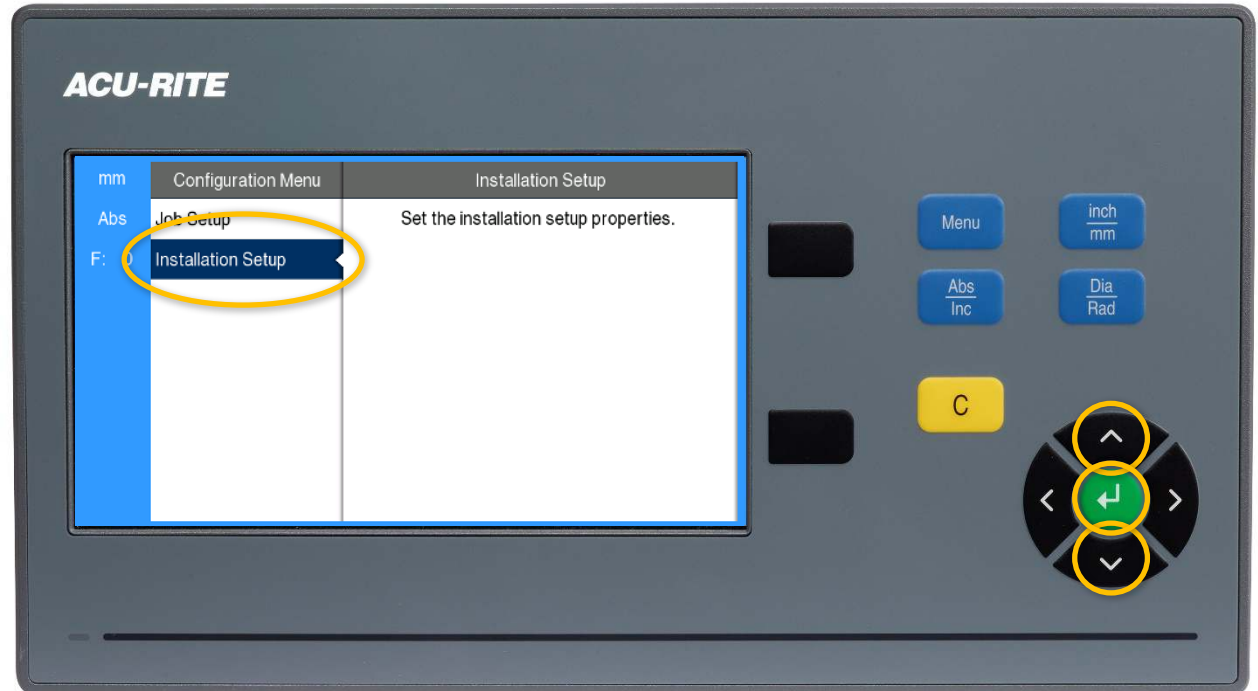 ACU-RITE
mm
Configuration Menu
Installation Setup
Abs
Job Setup
Set the installation setup properties.
F:
Installation Setup
Menu
inch
mm
Abs
Inc
Dia
Rad
C